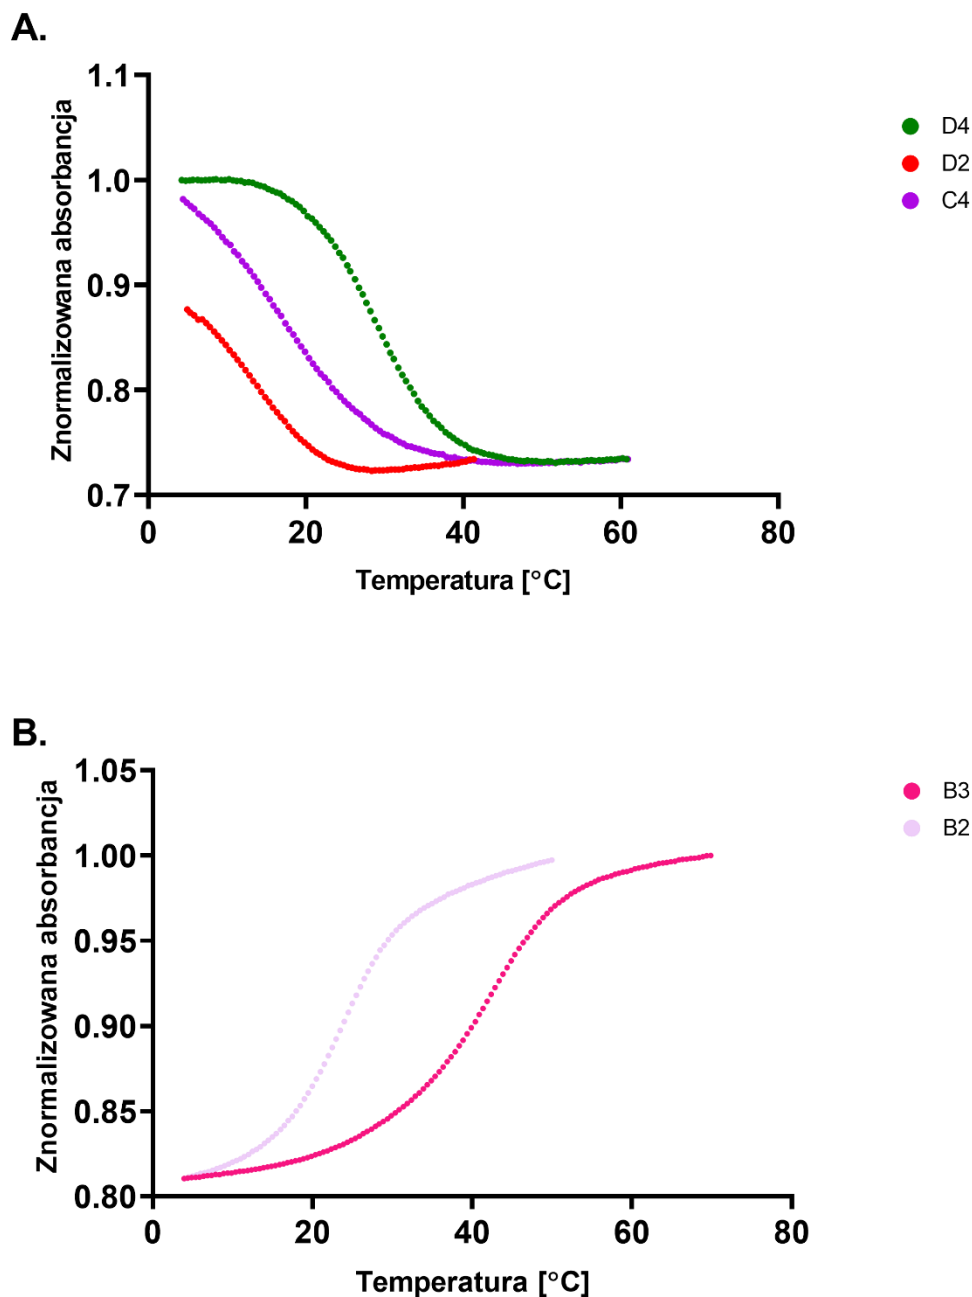 A.
1.1
1.0
0.9
0.8
0.7
0
20
40
60
80
Znormalizowana absorbancja
Temperatura [°C]
D4
D2
C4
B.
1.05
1.00
0.95
0.90
0.85
0.80
0
20
40
60
80
Znormalizowana absorbancja
Temperatura [°C]
B3
B2